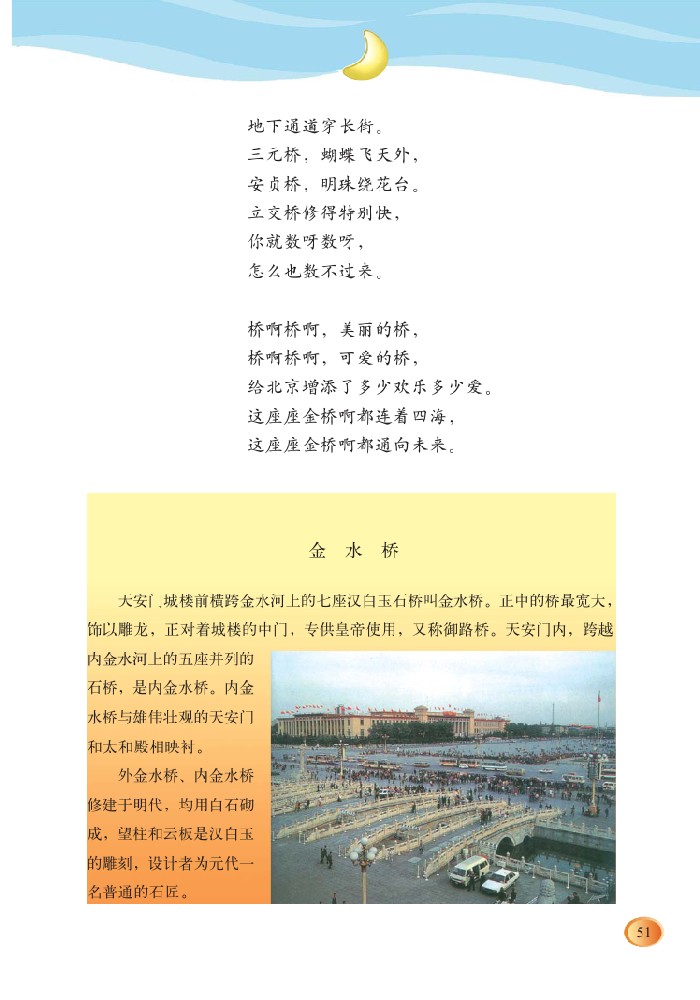 地下通道穿长街。
三元桥，蝴蝶飞天外，
安贞桥，明珠绕花台。
立交桥修得特别快，
你就数呀数呀，
怎么也数不过来。
桥啊桥啊，美丽的桥，
桥啊桥啊，可爱的桥，
给北京增添了多少欢乐多少爱。
这座座金桥啊都连着四海，
这座座金桥啊都通向未来。
金水桥
天安门城楼前横跨金水河上的七座汉白玉石桥叫金水桥。正中的桥最宽大，
饰以雕龙，正对着城楼的中门，专供皇帝使用，又称御路桥。天安门内，跨越
内金水河上的五座并列的
石桥，是内金水桥。内金
水桥与雄伟壮观的天安门
和太和殿相映衬。
外金水桥、内金水桥
修建于明代，均用白石砌
成，望柱和云板是汉白玉
的雕刻，设计者为元代一
名普通的石匠。
51